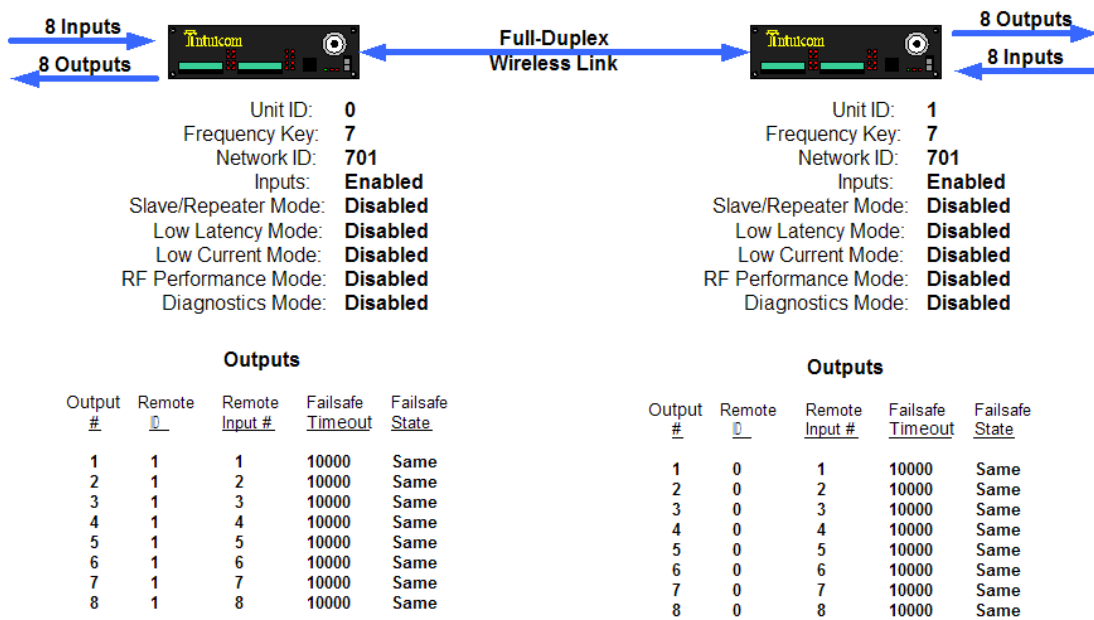 8 Inputs
8 Outputs
Intuicom
Full-Duplex
Wireless Link
Intuicom
8 Outputs
8 Inputs
Unit ID: 0
Frequency Key: 7
Network ID: 701
Inputs: Enabled
Slave/Repeater Mode: Disabled
Low Latency Mode: Disabled
Low Current Mode: Disabled
RF Performance Mode: Disabled
Diagnostics Mode: Disabled
Unit ID: 1
Frequency Key: 7
Network ID: 701
Inputs: Enabled
Slave/Repeater Mode: Disabled
Low Latency Mode: Disabled
Low Current Mode: Disabled
RF Performance Mode: Disabled
Diagnostics Mode: Disabled
Outputs
Output Remote Remote Failsafe Failsafe
# ID Input # Timeout State
1 1 1 10000 Same
2 1 2 10000 Same
3 1 3 10000 Same
4 1 4 10000 Same
5 1 5 10000 Same
6 1 6 10000 Same
7 1 7 10000 Same
8 1 8 10000 Same
Outputs
Output Remote Remote Failsafe Failsafe
# ID Input # Timeout State
1 0 1 10000 Same
2 0 2 10000 Same
3 0 3 10000 Same
4 0 4 10000 Same
5 0 5 10000 Same
6 0 6 10000 Same
7 0 7 10000 Same
8 0 8 10000 Same